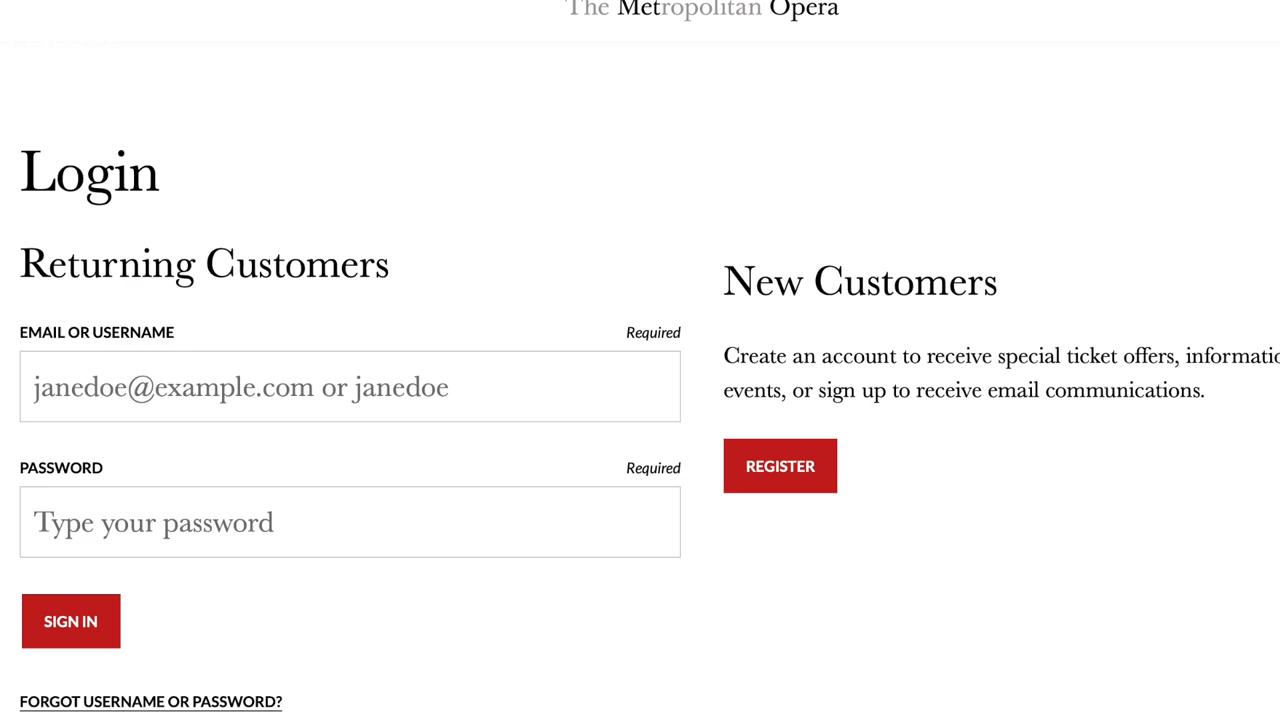 The Metropolitan Opera
Login
Returning Customers
EMAIL OR USERNAME Required
janedoe@example.com or janedoe
PASSWORD Required
Type your password
SIGN IN
FORGOT USERNAME OR PASSWORD?
New Customers
Create an account to receive special ticket offers,
events, or sign up to receive email communications.
REGISTER